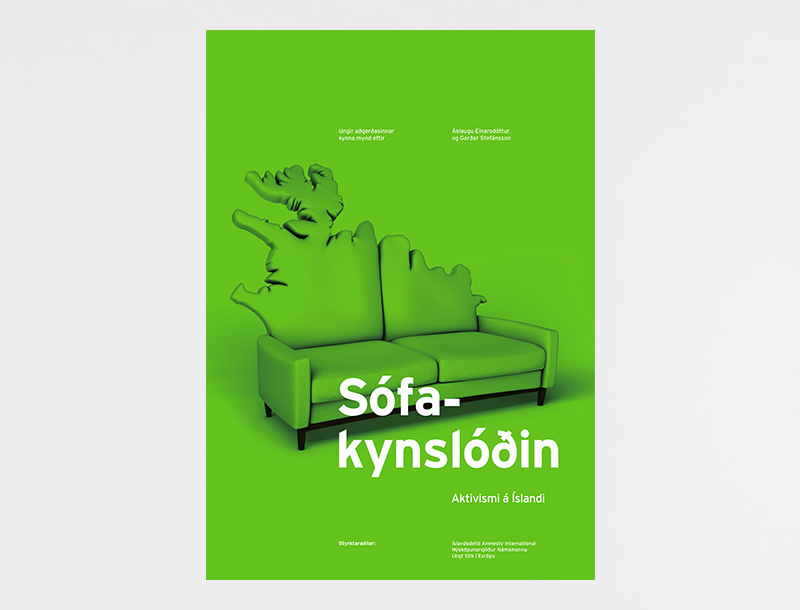 Ungir aðgerðasinnar
kynna mynd eftir
Áslaugu Einarsdóttur
og Garðar Stefánsson
Sófa-
kynslóðin
Aktivismi á Íslandi
Styrktaraðilar:
Íslandsdeild Amnesty International
Nýsköpunarsjóður Námsmanna
Ungt fólk í Evrópu